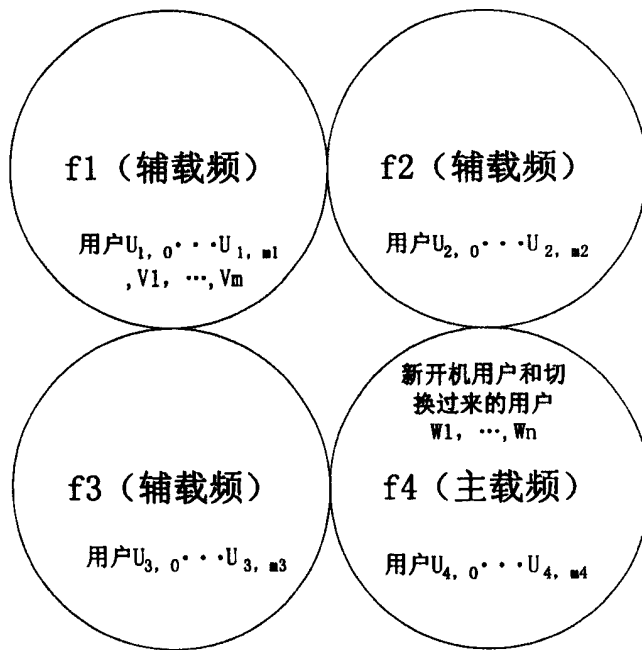 f1（辅载频）
用户U1, 0···U1, m1
,V1, …,Vm
f2（辅载频）
用户U2, 0···U2, m2
f3（辅载频）
用户U3, 0···U3, m3
新开机用户和切
换过来的用户
W1, …,Wn
f4（主载频）
用户U4, 0···U4, m4